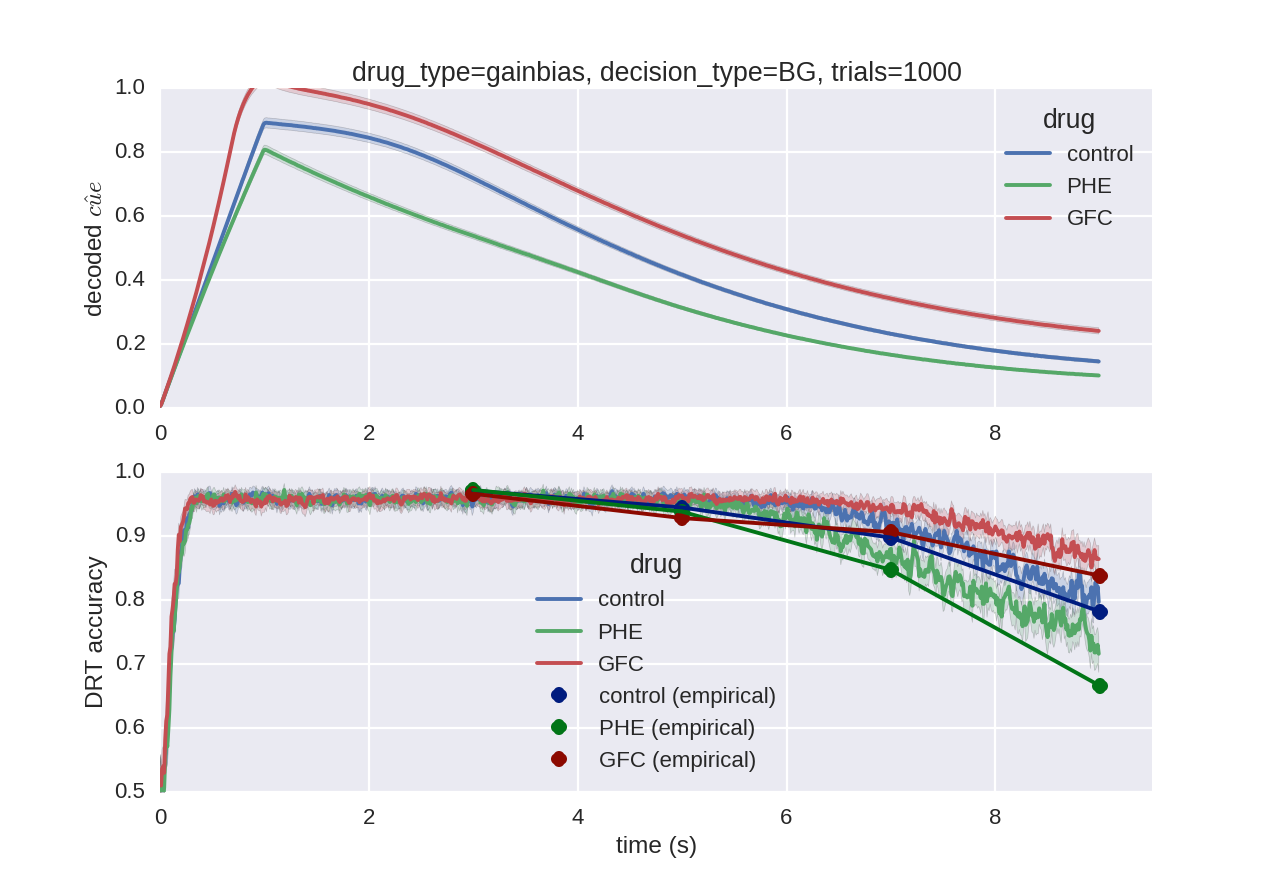 drug_type=gainbias, decision_type=BG, trials=1000
1.0
0.8
0.6
0.4
0.2
0.0
decoded cûe
drug
control
PHE
GFC
0 2 4 6 8
1.0
0.9
0.8
0.7
0.6
0.5
DRT accuracy
drug
control
PHE
GFC
control (empirical)
PHE (empirical)
GFC (empirical)
0 2 4 6 8
time (s)